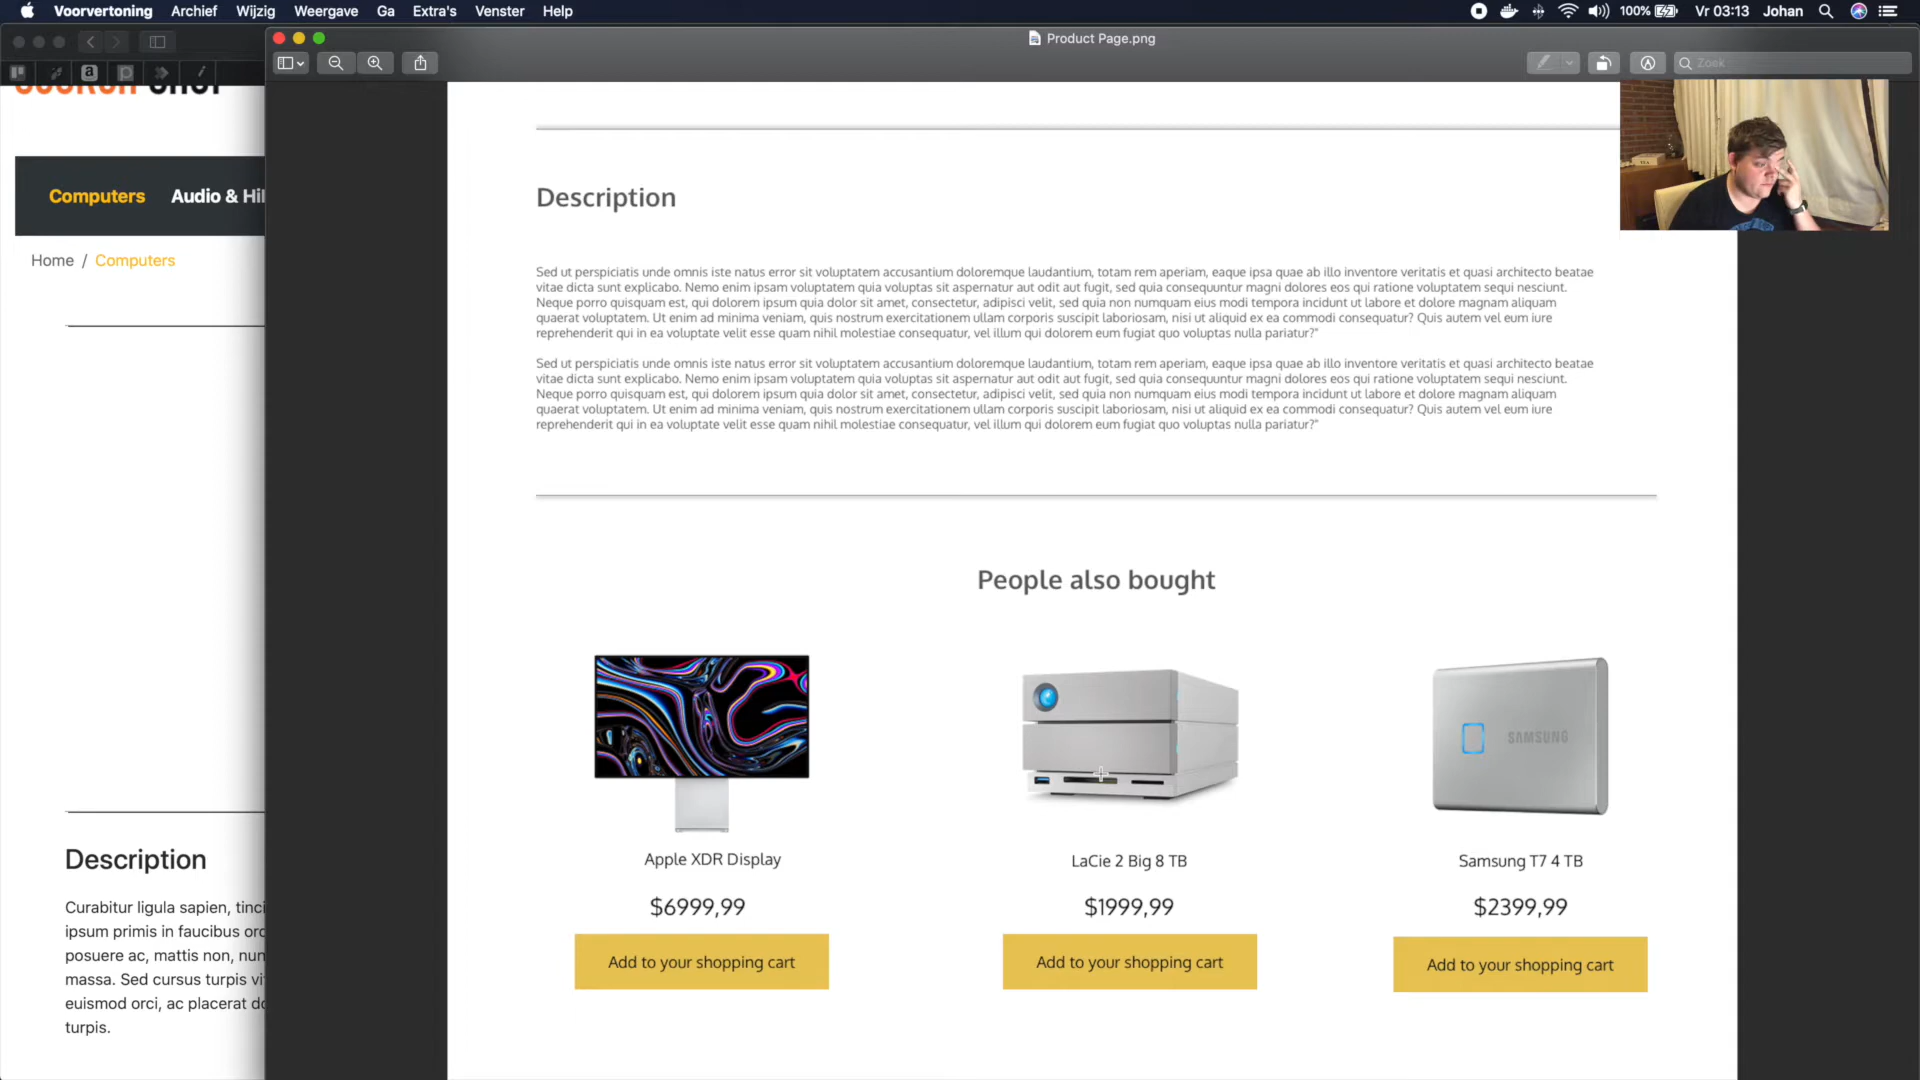 Voorvertoning Archief Wijzig Weergave Ga Extra's Venster Help 100% Vr 03:13 Johan
Product Page.png
Zoek
Computers Audio & Hi
Home / Computers
Description
Curabitur ligula sapien, tinci
ipsum primis in faucibus orc
posuere ac, mattis non, nun
massa. Sed cursus turpis vi
euismod orci, ac placerat do
turpis.
Description
Sed ut perspiciatis unde omnis iste natus error sit voluptatem accusantium doloremque laudantium, totam rem aperiam, eaque ipsa quae ab illo inventore veritatis et quasi architecto beatae
vitae dicta sunt explicabo. Nemo enim ipsam voluptatem quia voluptas sit aspernatur aut odit aut fugit, sed quia consequuntur magni dolores eos qui ratione voluptatem sequi nesciunt.
Neque porro quisquam est, qui dolorem ipsum quia dolor sit amet, consectetur, adipisci velit, sed quia non numquam eius modi tempora incidunt ut labore et dolore magnam aliquam
quaerat voluptatem. Ut enim ad minima veniam, quis nostrum exercitationem ullam corporis suscipit laboriosam, nisi ut aliquid ex ea commodi consequatur? Quis autem vel eum iure
reprehenderit qui in ea voluptate velit esse quam nihil molestiae consequatur, vel illum qui dolorem eum fugiat quo voluptas nulla pariatur?"
Sed ut perspiciatis unde omnis iste natus error sit voluptatem accusantium doloremque laudantium, totam rem aperiam, eaque ipsa quae ab illo inventore veritatis et quasi architecto beatae
vitae dicta sunt explicabo. Nemo enim ipsam voluptatem quia voluptas sit aspernatur aut odit aut fugit, sed quia consequuntur magni dolores eos qui ratione voluptatem sequi nesciunt.
Neque porro quisquam est, qui dolorem ipsum quia dolor sit amet, consectetur, adipisci velit, sed quia non numquam eius modi tempora incidunt ut labore et dolore magnam aliquam
quaerat voluptatem. Ut enim ad minima veniam, quis nostrum exercitationem ullam corporis suscipit laboriosam, nisi ut aliquid ex ea commodi consequatur? Quis autem vel eum iure
reprehenderit qui in ea voluptate velit esse quam nihil molestiae consequatur, vel illum qui dolorem eum fugiat quo voluptas nulla pariatur?"
People also bought
SAMSUNG
Apple XDR Display LaCie 2 Big 8 TB Samsung T7 4 TB
$6999,99 $1999,99 $2399,99
Add to your shopping cart Add to your shopping cart Add to your shopping cart